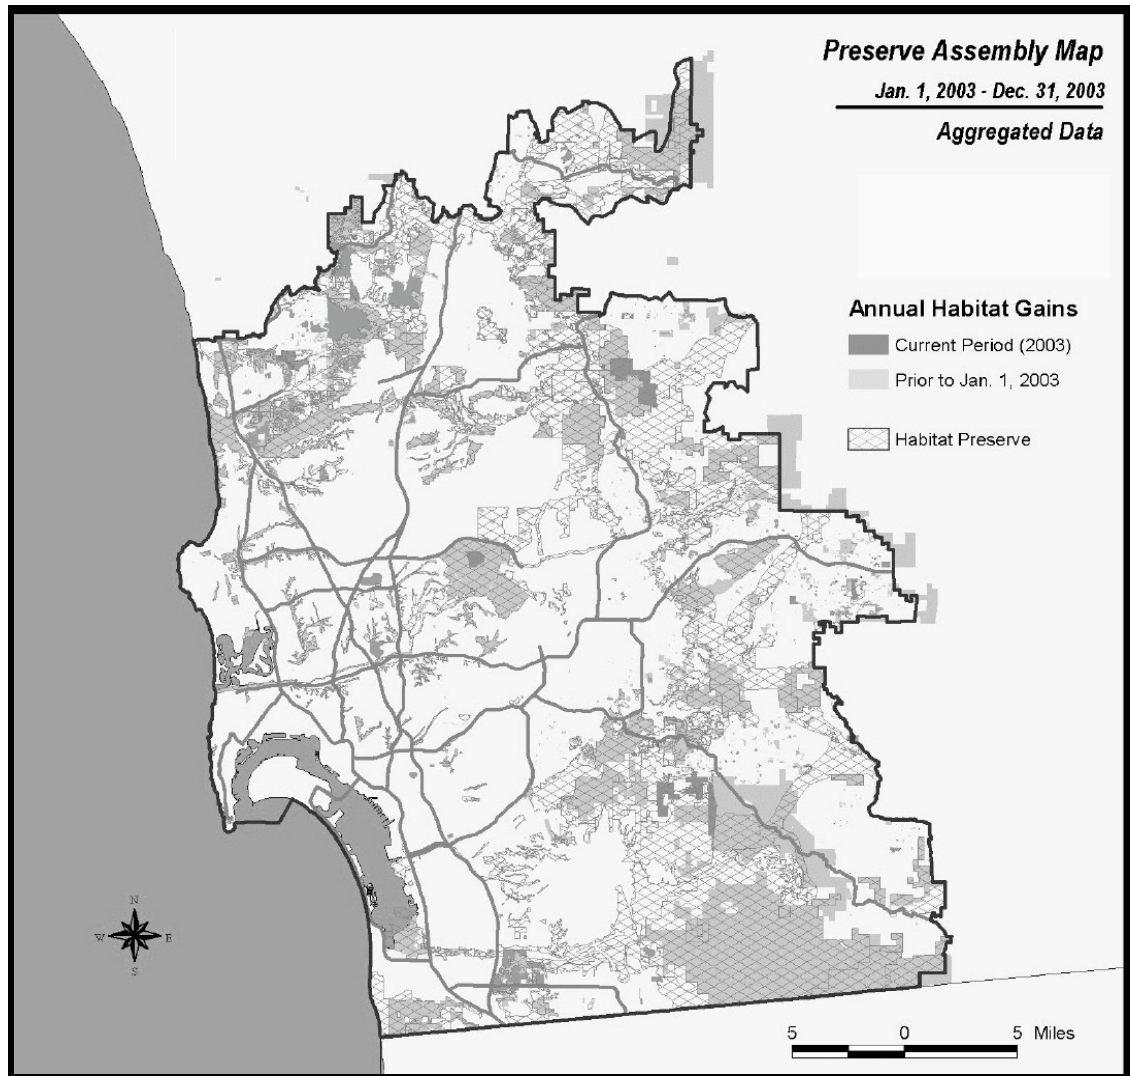 Preserve Assembly Map
Jan. 1, 2003 - Dec. 31, 2003
Aggregated Data
Annual Habitat Gains
Current Period (2003)
Prior to Jan. 1, 2003
Habitat Preserve
N
W E
S
5 0 5 Miles